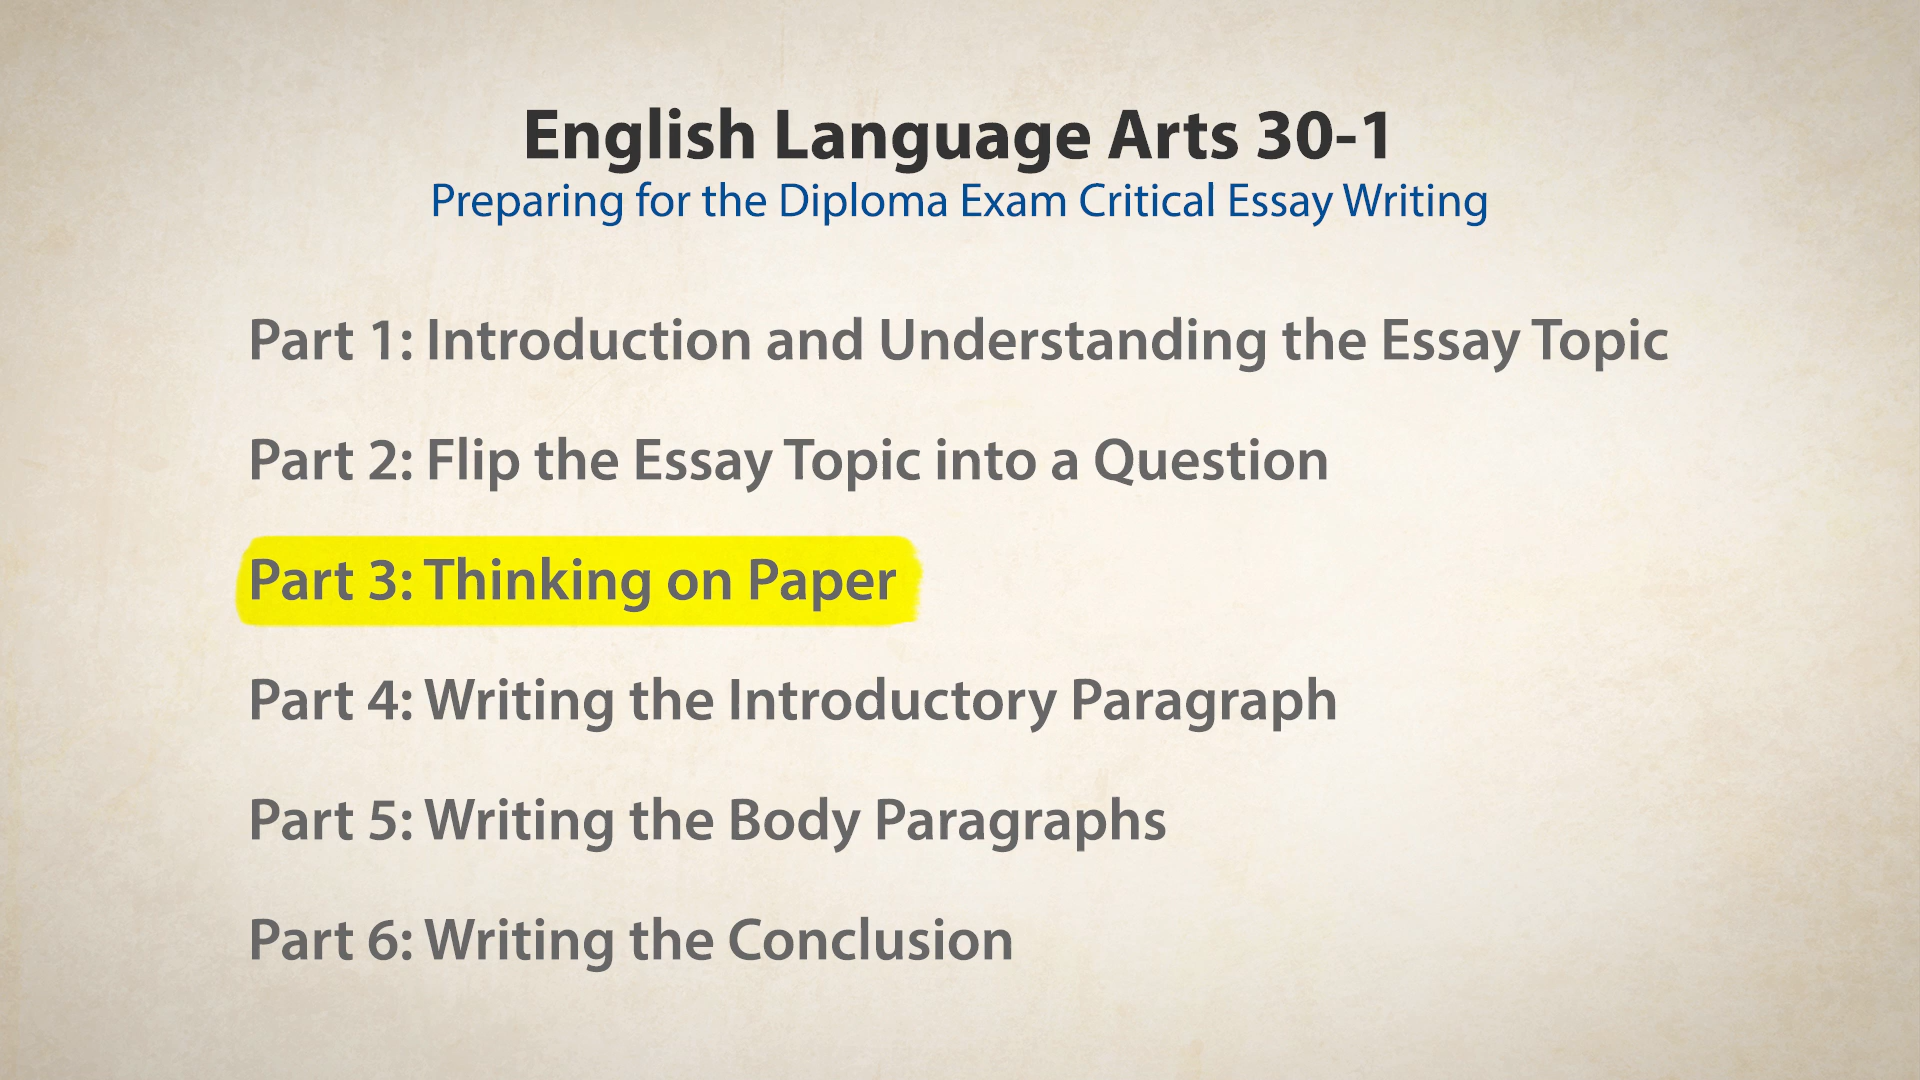 English Language Arts 30-1
Preparing for the Diploma Exam Critical Essay Writing
Part 1: Introduction and Understanding the Essay Topic
Part 2: Flip the Essay Topic into a Question
Part 3: Thinking on Paper
Part 4: Writing the Introductory Paragraph
Part 5: Writing the Body Paragraphs
Part 6: Writing the Conclusion